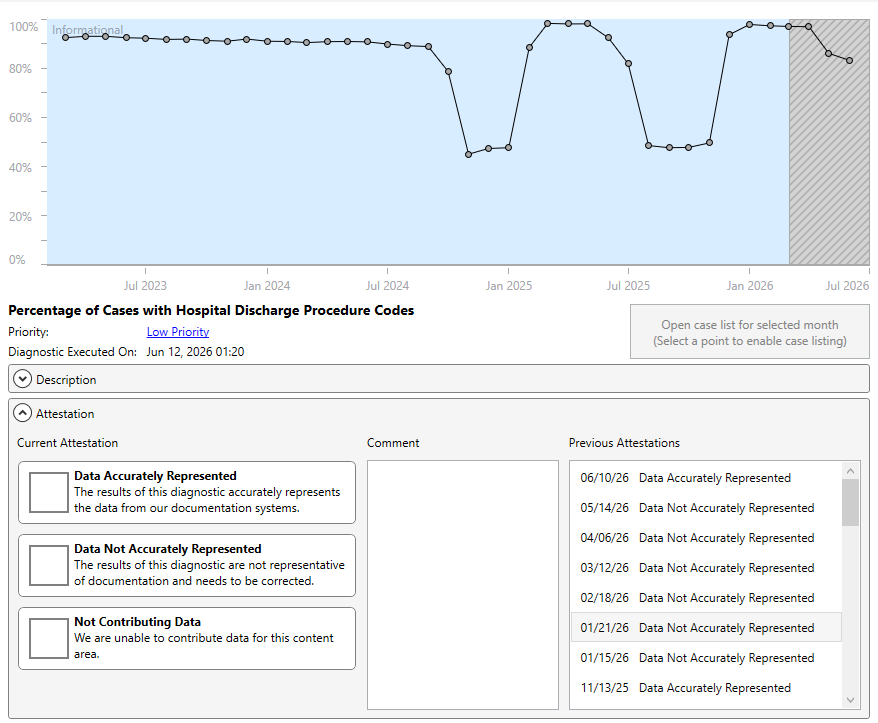 100%
Informational
80%
60%
40%
20%
0%
Jul 2023
Jan 2024
Jul 2024
Jan 2025
Jul 2025
Jan 2026
Jul 2026
Percentage of Cases with Hospital Discharge Procedure Codes
Priority: Low Priority
Diagnostic Executed On: Jun 12, 2026 01:20
Open case list for selected month
(Select a point to enable case listing)
Description
Attestation
Current Attestation
Data Accurately Represented
The results of this diagnostic accurately represents
the data from our documentation systems.
Data Not Accurately Represented
The results of this diagnostic are not representative
of documentation and needs to be corrected.
Not Contributing Data
We are unable to contribute data for this content
area.
Comment
Previous Attestations
06/10/26 Data Accurately Represented
05/14/26 Data Not Accurately Represented
04/06/26 Data Not Accurately Represented
03/12/26 Data Not Accurately Represented
02/18/26 Data Not Accurately Represented
01/21/26 Data Not Accurately Represented
01/15/26 Data Not Accurately Represented
11/13/25 Data Accurately Represented